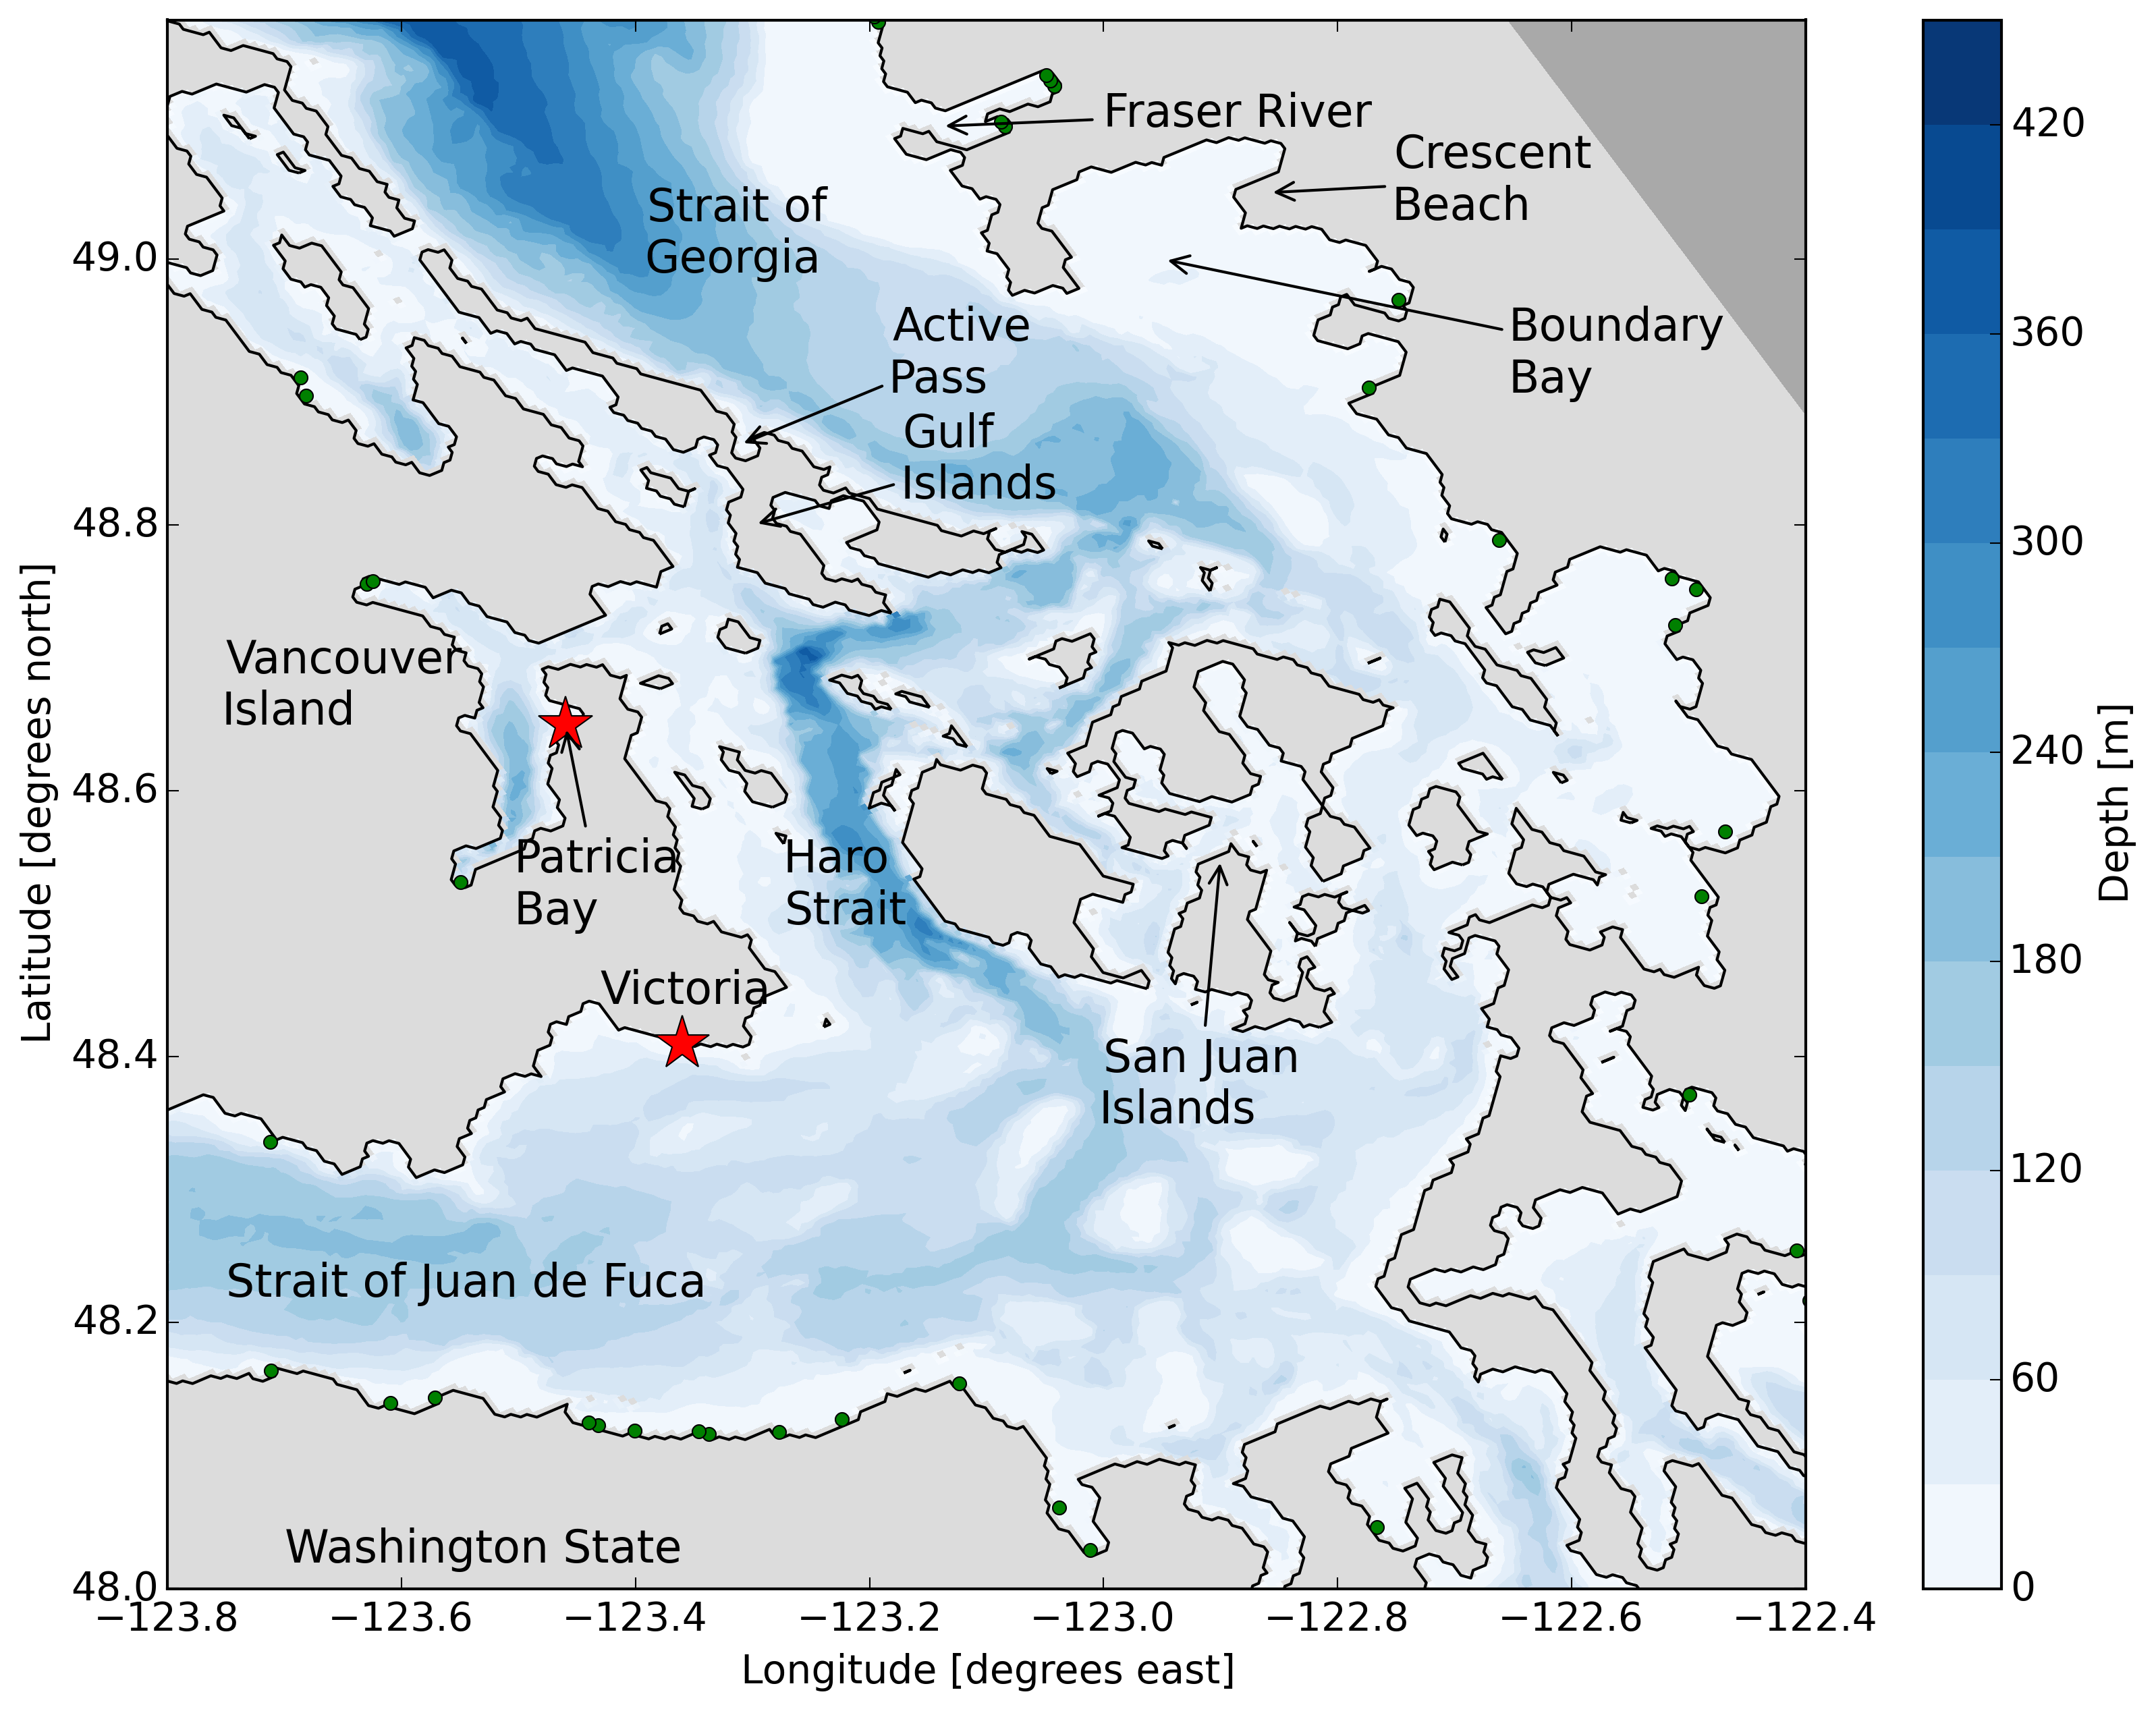 Fraser River
Crescent
Beach
Strait of
Georgia
Active
Pass
Boundary
Bay
Gulf
Islands
Vancouver
Island
Patricia
Bay
Haro
Strait
Victoria
San Juan
Islands
Strait of Juan de Fuca
Washington State
49.0
48.8
48.6
48.4
48.2
48.0
Latitude [degrees north]
−123.8 −123.6 −123.4 −123.2 −123.0 −122.8 −122.6 −122.4
Longitude [degrees east]
420
360
300
240
180
120
60
0
Depth [m]